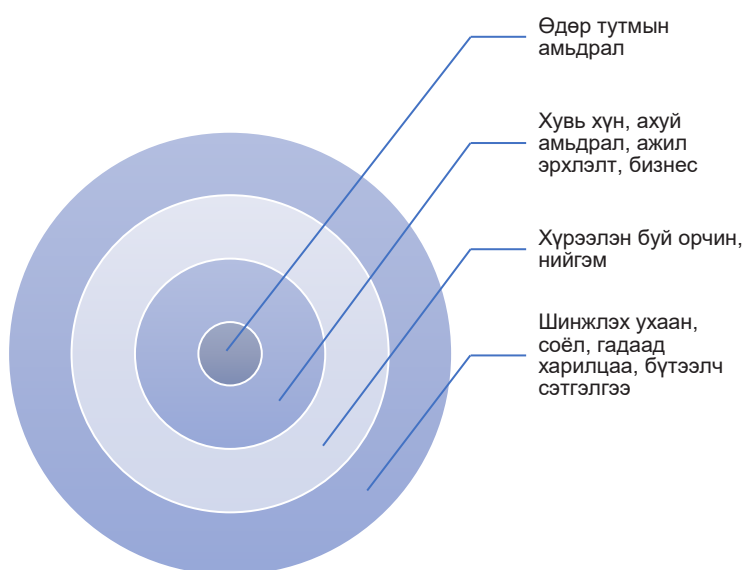 Өдөр тутмын
амьдрал
Хувь хүн, ахуй
амьдрал, ажил
эрхлэлт, бизнес
Хүрээлэн буй орчин,
нийгэм
Шинжлэх ухаан,
соёл, гадаад
харилцаа, бүтээлч
сэтгэлгээ